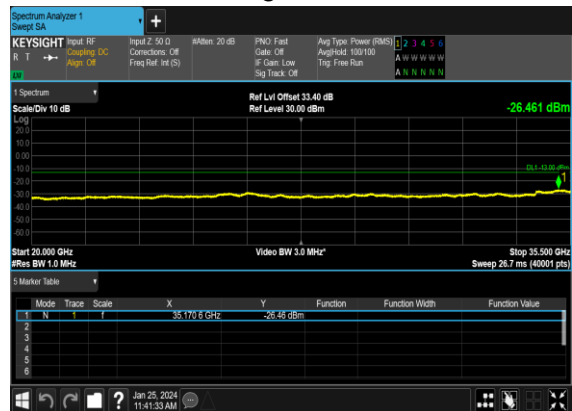 Spectrum Analyzer 1
Swept SA
+
KEYSIGHT Input: RF Input Z: 50 Ω #Atten: 20 dB PNO: Fast Avg Type: Power (RMS) 1 2 3 4 5 6
R T Coupling: DC Corrections: Off Gate: Off Avg|Hold: 100/100 A W W W W W
Align: Off Freq Ref: Int (S) IF Gain: Low Trig: Free Run
Sig Track: Off A N N N N N
1 Spectrum
Ref Lvl Offset 33.40 dB
Scale/Div 10 dB Ref Level 30.00 dBm -26.461 dBm
Log
20.0
10.0
0.00
-10.0
DL1 -13.00 dBm
1
-20.0
-30.0
-40.0
-50.0
-60.0
Start 20.000 GHz Video BW 3.0 MHz* Stop 35.500 GHz
#Res BW 1.0 MHz Sweep 26.7 ms (40001 pts)
5 Marker Table
Mode Trace Scale X Y Function Function Width Function Value
1 N 1 f 35.170 6 GHz -26.46 dBm
2
3
4
5
6
? Jan 25, 2024
11:41:33 AM